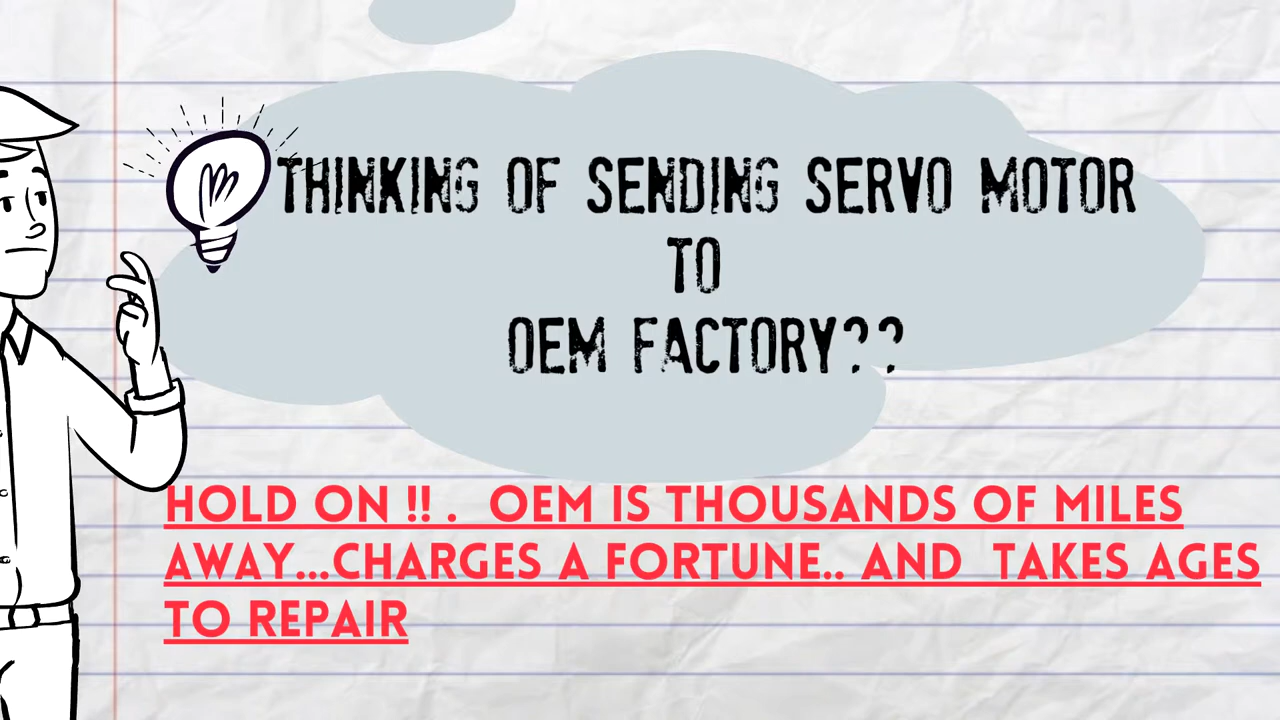 THINKING OF SENDING SERVO MOTOR
TO
OEM FACTORY??
HOLD ON !! .  OEM IS THOUSANDS OF MILES
AWAY...CHARGES A FORTUNE.. AND  TAKES AGES
TO REPAIR